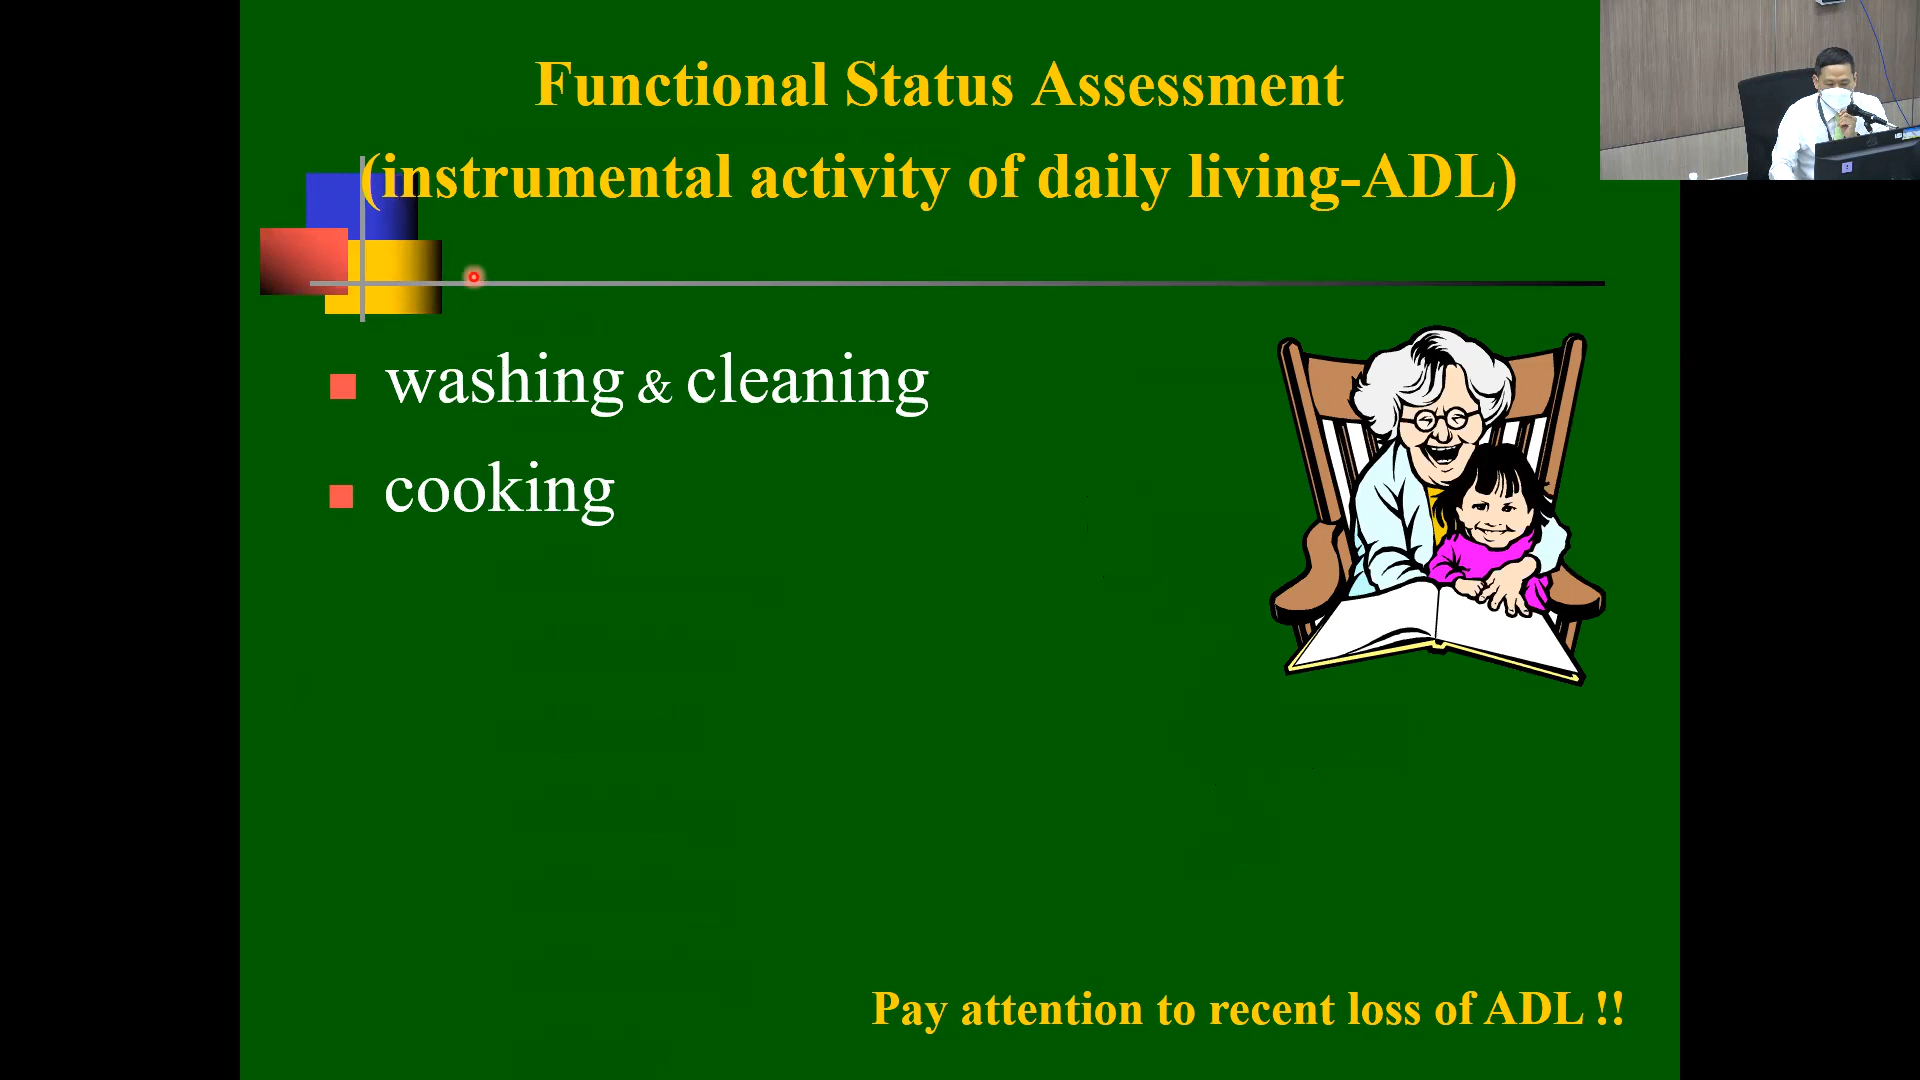 Functional Status Assessment
(instrumental activity of daily living-ADL)
washing & cleaning
cooking
Pay attention to recent loss of ADL !!